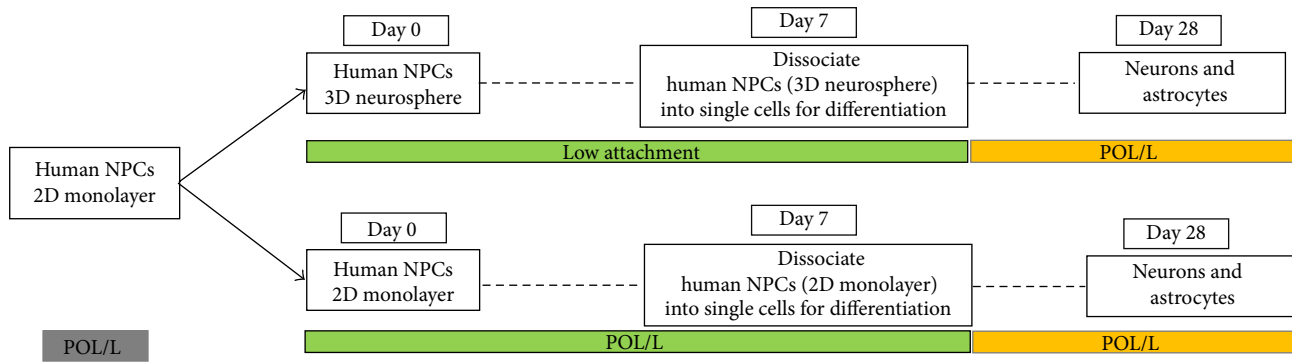 Human NPCs
2D monolayer
POL/L
Day 0
Human NPCs
3D neurosphere
Day 7
Dissociate
human NPCs (3D neurosphere)
into single cells for differentiation
Day 28
Neurons and
astrocytes
Low attachment
POL/L
Day 0
Human NPCs
2D monolayer
Day 7
Dissociate
human NPCs (2D monolayer)
into single cells for differentiation
Day 28
Neurons and
astrocytes
POL/L
POL/L